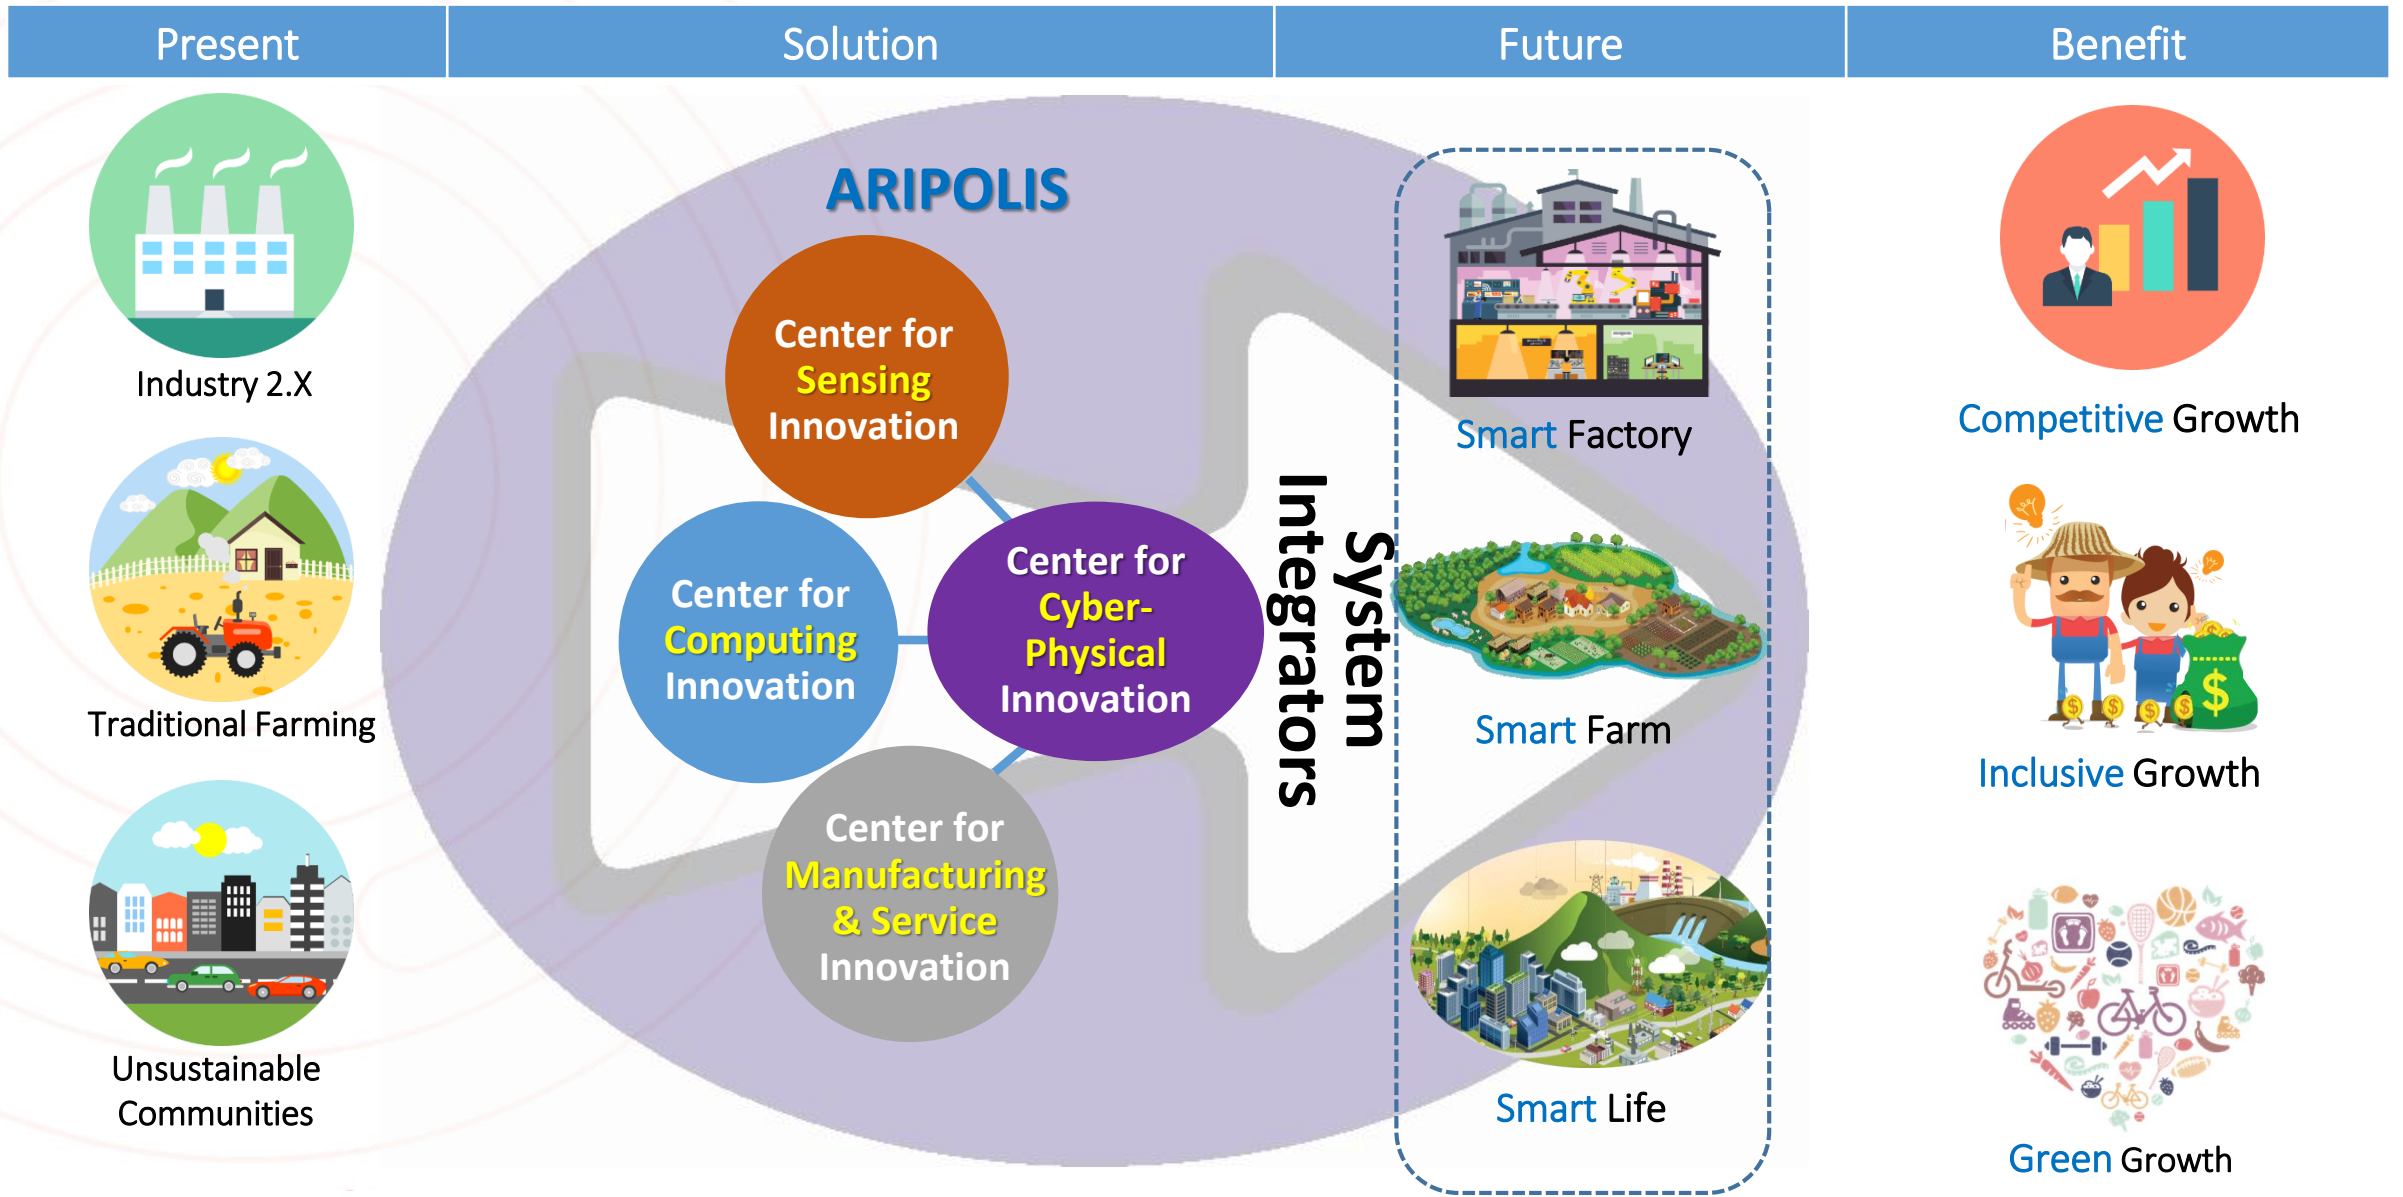 Present
Solution
Future
Benefit
Industry 2.X
Traditional Farming
Unsustainable
Communities
ARIPOLIS
Center for
Sensing
Innovation
Center for
Computing
Innovation
Center for
Cyber-
Physical
Innovation
Center for
Manufacturing
& Service
Innovation
System
Integrators
Smart Factory
Smart Farm
Smart Life
Competitive Growth
$
$
$
$
$
Inclusive Growth
Green Growth